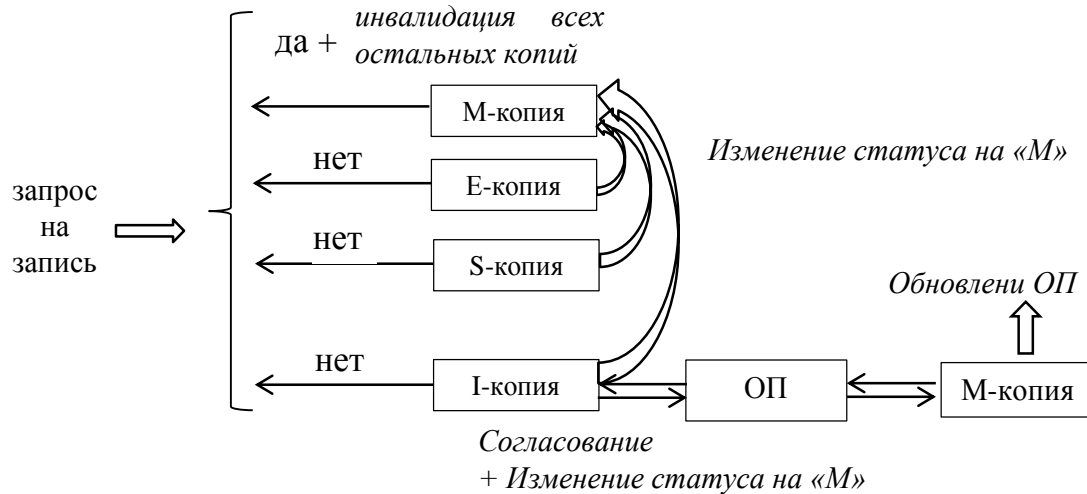 да + инвалидация всех
остальных копий
М-копия
Изменение статуса на «М»
нет
Е-копия
запрос
на
запись
нет
S-копия
Обновлени ОП
нет
I-копия
ОП
М-копия
Согласование
+ Изменение статуса на «М»